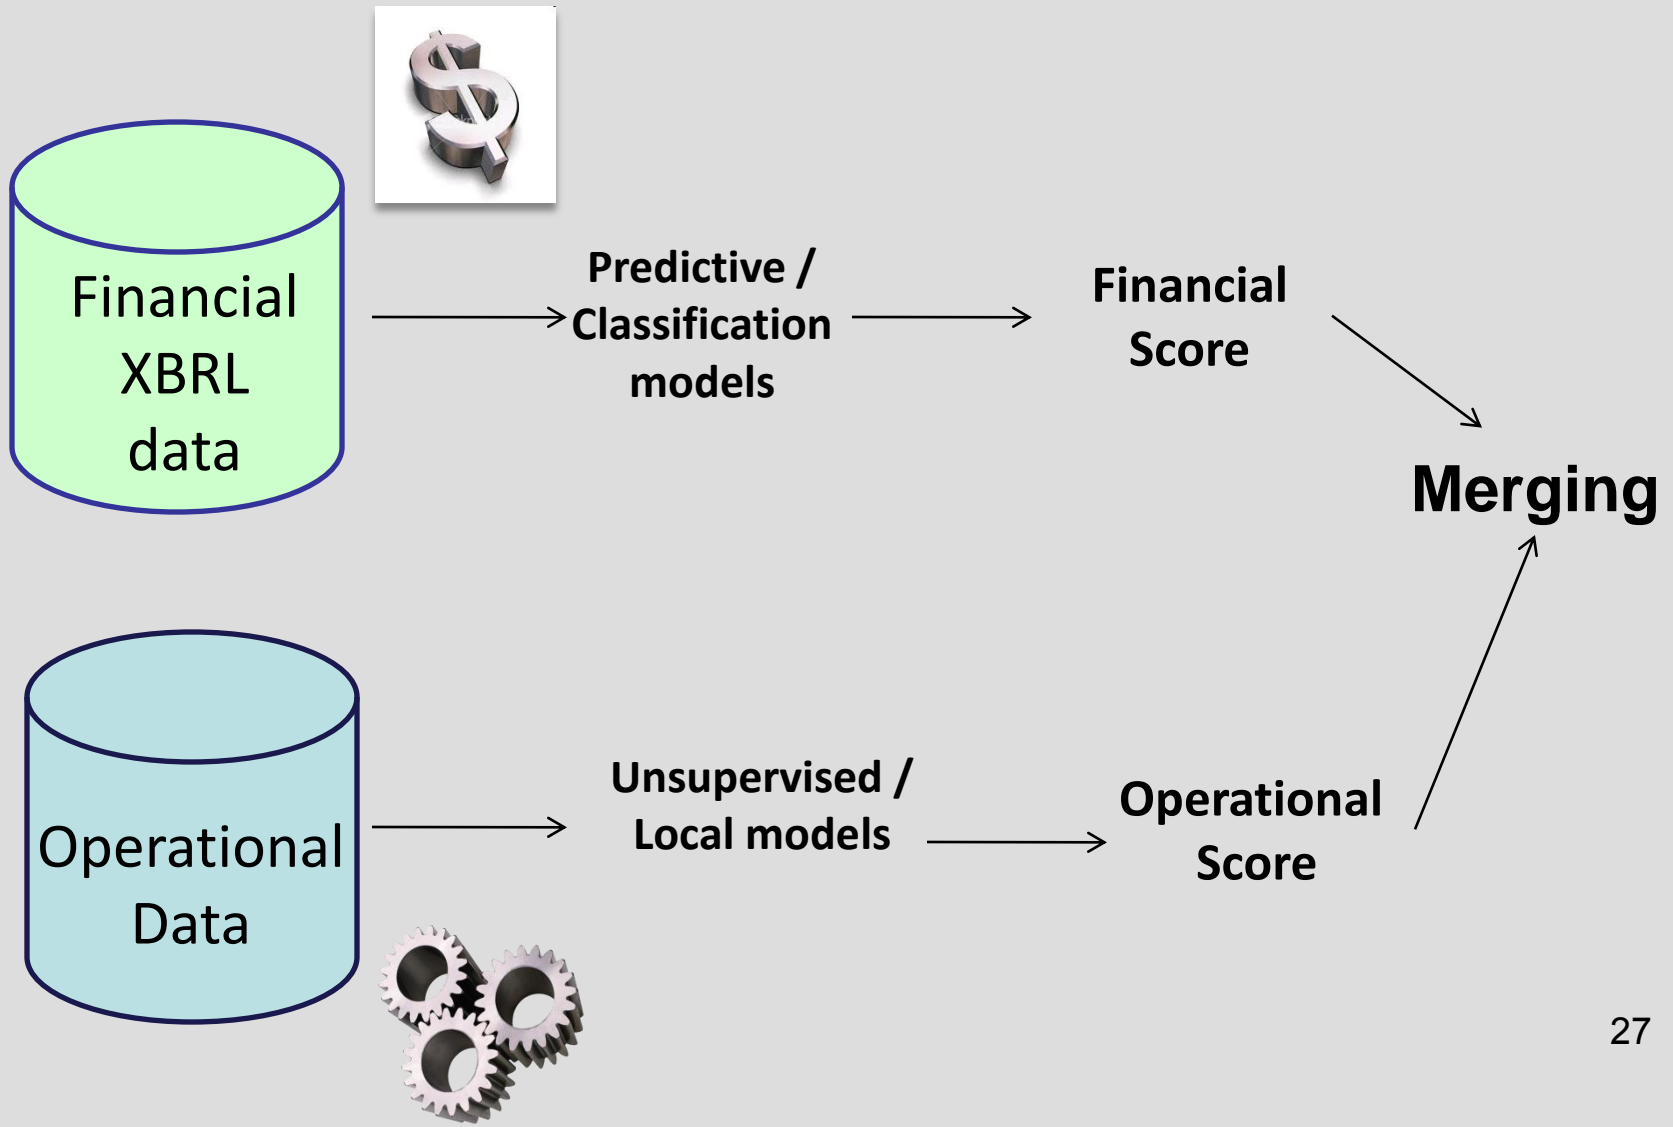 Financial
XBRL
data
Predictive /
Classification
models
Financial
Score
Merging
Operational
Data
Unsupervised /
Local models
Operational
Score
27